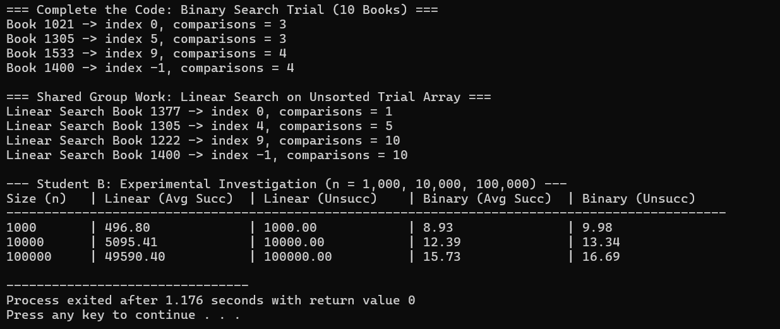 === Complete the Code: Binary Search Trial (10 Books) ===
Book 1021 -> index 0, comparisons = 3
Book 1305 -> index 5, comparisons = 3
Book 1533 -> index 9, comparisons = 4
Book 1400 -> index -1, comparisons = 4

=== Shared Group Work: Linear Search on Unsorted Trial Array ===
Linear Search Book 1377 -> index 0, comparisons = 1
Linear Search Book 1305 -> index 4, comparisons = 5
Linear Search Book 1222 -> index 9, comparisons = 10
Linear Search Book 1400 -> index -1, comparisons = 10

--- Student B: Experimental Investigation (n = 1,000, 10,000, 100,000) ---
Size (n)   | Linear (Avg Succ)  | Linear (Unsucc)    | Binary (Avg Succ)  | Binary (Unsucc)
-----------------------------------------------------------------------------------------------
1000       | 496.80             | 1000.00            | 8.93               | 9.98
10000      | 5095.41            | 10000.00           | 12.39              | 13.34
100000     | 49590.40           | 100000.00          | 15.73              | 16.69

--------------------------------
Process exited after 1.176 seconds with return value 0
Press any key to continue . . .